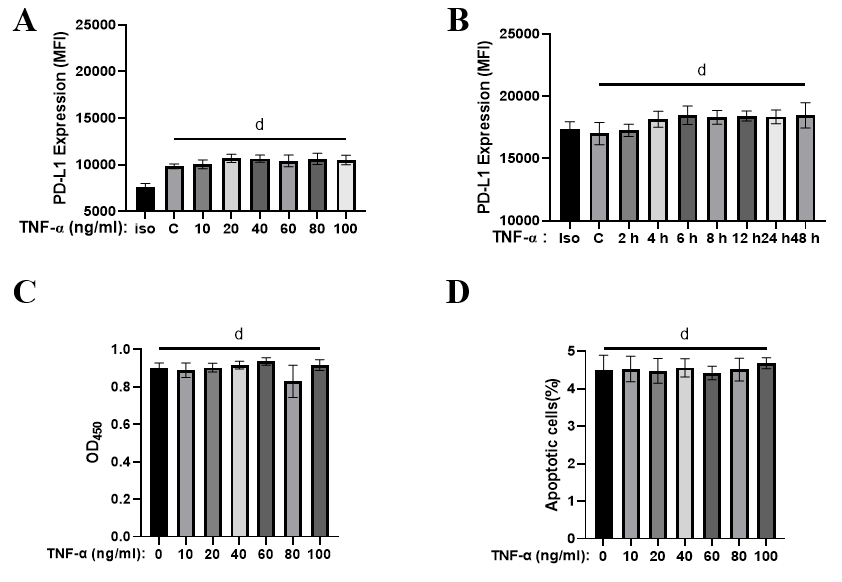 A
PD-L1 Expression (MFI)
25000
20000
15000
10000
5000
d
TNF-α (ng/ml): iso C 10 20 40 60 80 100
B
PD-L1 Expression (MFI)
25000
20000
15000
10000
d
TNF-α : Iso C 2 h 4 h 6 h 8 h 12 h 24 h 48 h
C
OD450
1.0
0.8
0.6
0.4
0.2
0.0
d
TNF-α (ng/ml): 0 10 20 40 60 80 100
D
Apoptotic cells(%)
5
4
3
2
1
0
d
TNF-α (ng/ml): 0 10 20 40 60 80 100